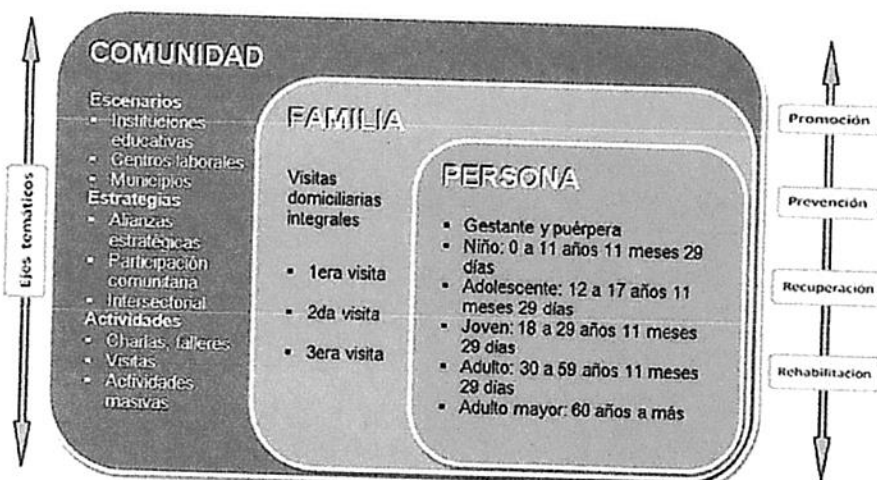 COMUNIDAD
Escenarios
▪ Instituciones
educativas
▪ Centros laborales
▪ Municipios
Estrategias
▪ Alianzas
estratégicas
▪ Participación
comunitaria
▪ Intersectorial
Actividades
▪ Charlas, talleres
▪ Visitas
▪ Actividades
masivas
FAMILIA
Visitas
domiciliarias
integrales
▪ 1era visita
▪ 2da visita
▪ 3era visita
PERSONA
▪ Gestante y puérpera
▪ Niño: 0 a 11 años 11 meses 29
días
▪ Adolescente: 12 a 17 años 11
meses 29 días
▪ Joven: 18 a 29 años 11 meses
29 días
▪ Adulto: 30 a 59 años 11 meses
29 días
▪ Adulto mayor: 60 años a más
Ejes temáticos
Promoción
Prevención
Recuperación
Rehabilitación